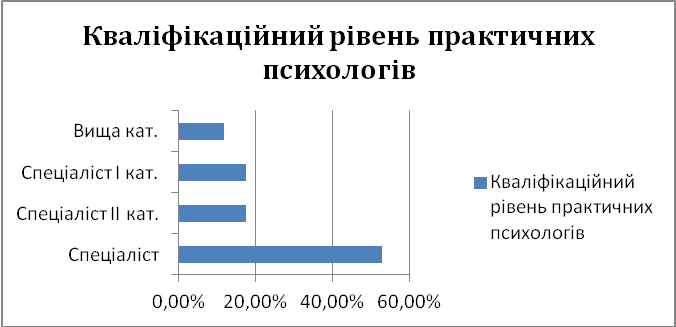 Кваліфікаційний рівень практичних
психологів
Вища кат.
Спеціаліст І кат.
Спеціаліст ІІ кат.
Спеціаліст
0,00% 20,00% 40,00% 60,00%
Кваліфікаційний
рівень практичних
психологів